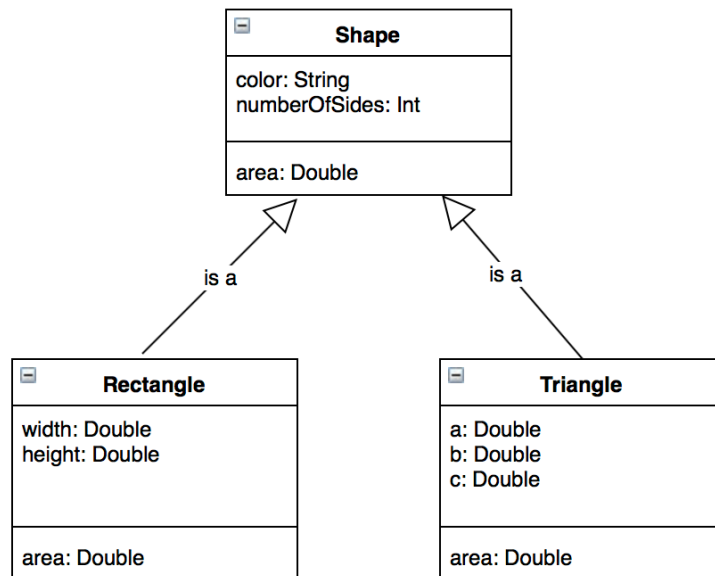 Shape
color: String
numberOfSides: Int
area: Double
is a
is a
Rectangle
width: Double
height: Double
area: Double
Triangle
a: Double
b: Double
c: Double
area: Double